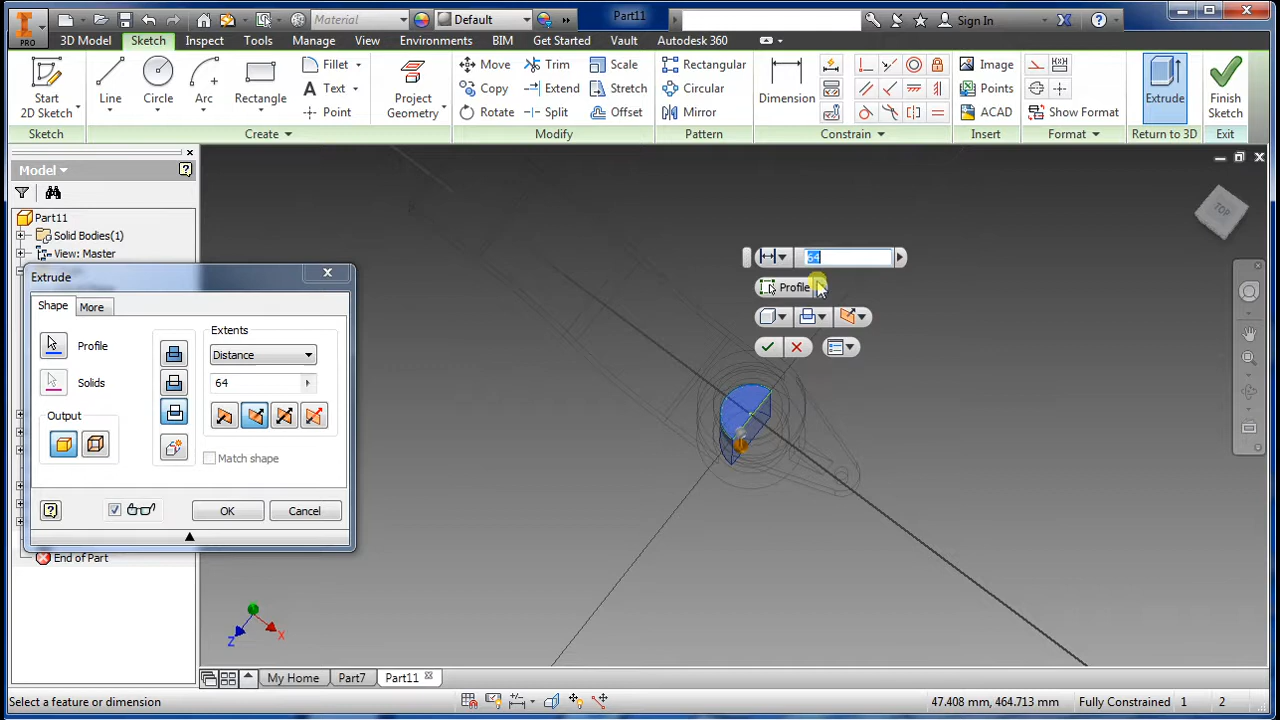 Material Default Part11 Sign In
PRO 3D Model Sketch Inspect Tools Manage View Environments BIM Get Started Vault Autodesk 360
Start 2D Sketch Line Circle Arc Rectangle Fillet Text Point Project Geometry Move Copy Rotate Trim Extend Split Scale Stretch Offset Rectangular Circular Mirror Dimension Image Points ACAD Show Format Extrude Finish Sketch
Sketch Create Modify Pattern Constrain Insert Format Return to 3D Exit
Model
Part11
Solid Bodies(1)
View: Master
Extrude
Shape More
Profile
Solids
Output
Extents
Distance
64
Match shape
OK Cancel
End of Part
64
Profile
TOP
Z X
My Home Part7 Part11
Select a feature or dimension 47.408 mm, 464.713 mm Fully Constrained 1 2